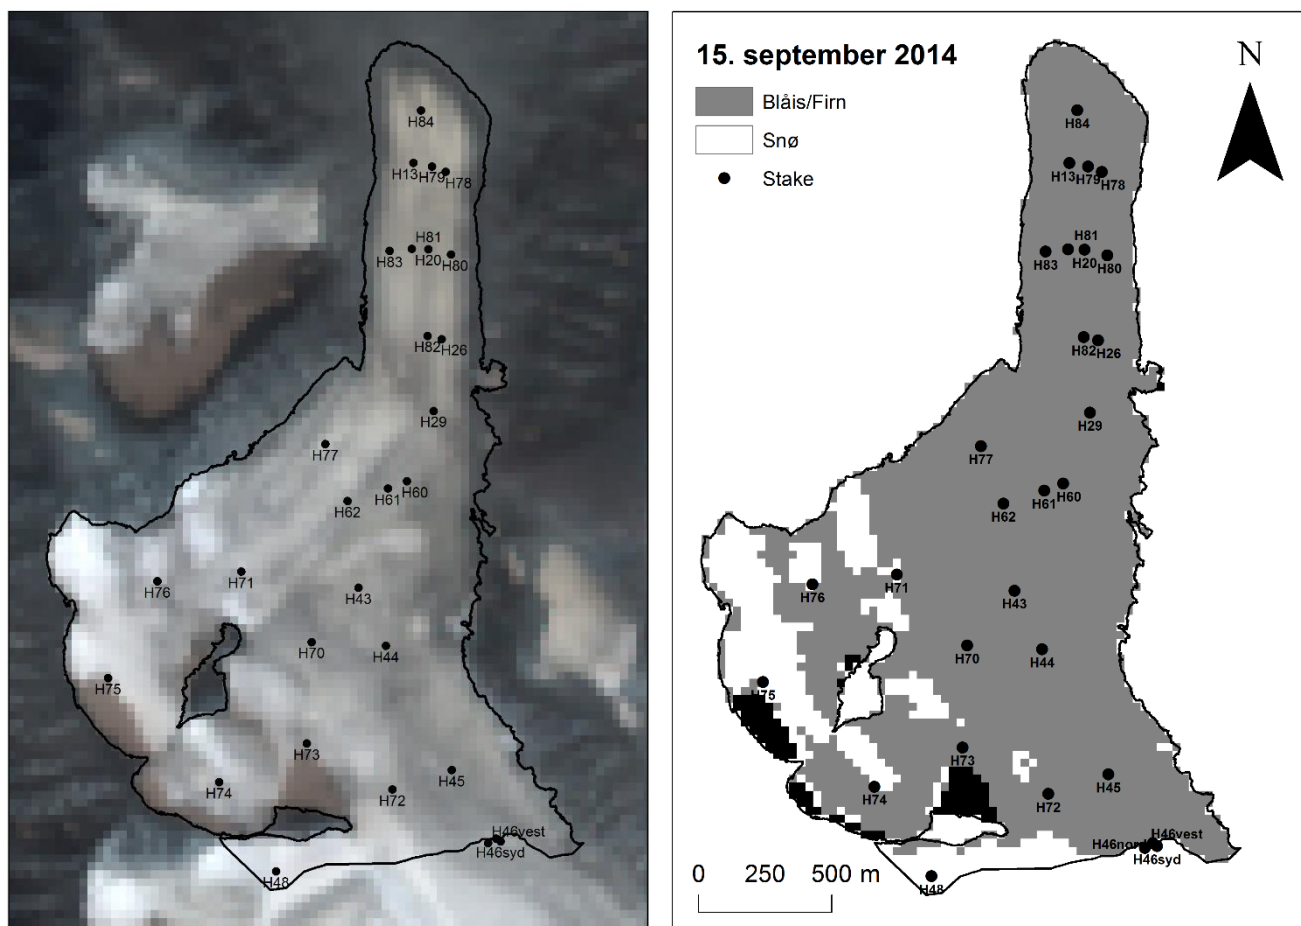 H84
H13
H79
H78
H81
H83
H20
H80
H82
H26
H29
H77
H60
H61
H62
H76
H71
H43
H70
H44
H75
H73
H45
H74
H72
H46vest
H46syd
H48
15. september 2014
N
Blåis/Firn
Snø
Stake
H84
H13
H79
H78
H81
H83
H20
H80
H82
H26
H29
H77
H60
H61
H62
H76
H71
H43
H70
H44
H75
H73
H45
H74
H72
H46vest
H46nord
H46syd
H48
0 250 500 m